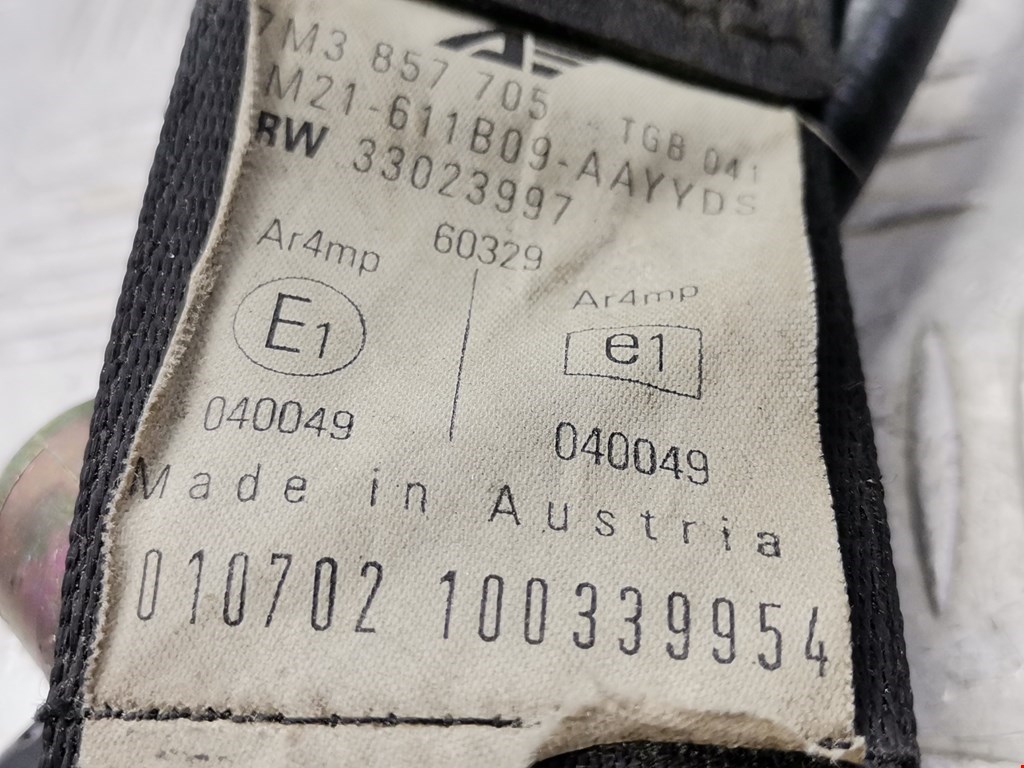 7M3 857 705 TGB 041
M21-611B09-AAYYDS
RW 33023997
Ar4mp 60329 Ar4mp
E1 e1
040049 040049
Made in Austria
010702 100339954